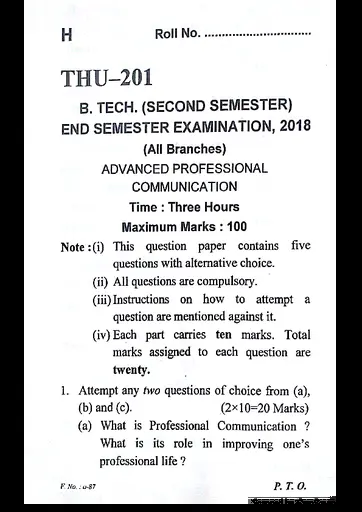 H Roll No. ................................
THU–201
B. TECH. (SECOND SEMESTER)
END SEMESTER EXAMINATION, 2018
(All Branches)
ADVANCED PROFESSIONAL
COMMUNICATION
Time : Three Hours
Maximum Marks : 100
Note :(i) This question paper contains five
questions with alternative choice.
(ii) All questions are compulsory.
(iii) Instructions on how to attempt a
question are mentioned against it.
(iv) Each part carries ten marks. Total
marks assigned to each question are
twenty.
1. Attempt any two questions of choice from (a),
(b) and (c). (2×10=20 Marks)
(a) What is Professional Communication ?
What is its role in improving one's
professional life ?
F. No. : a-87 P. T. O.